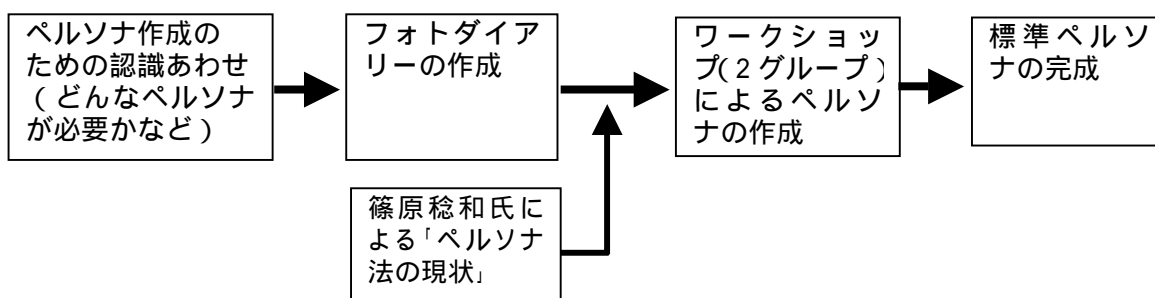 ペルソナ作成の
ための認識あわせ
(どんなペルソナ
が必要かなど)
フォトダイア
リーの作成
ワークショッ
プ(2グループ)
によるペルソ
ナの作成
標準ペルソ
ナの完成
篠原稔和氏に
よる「ペルソナ
法の現状」